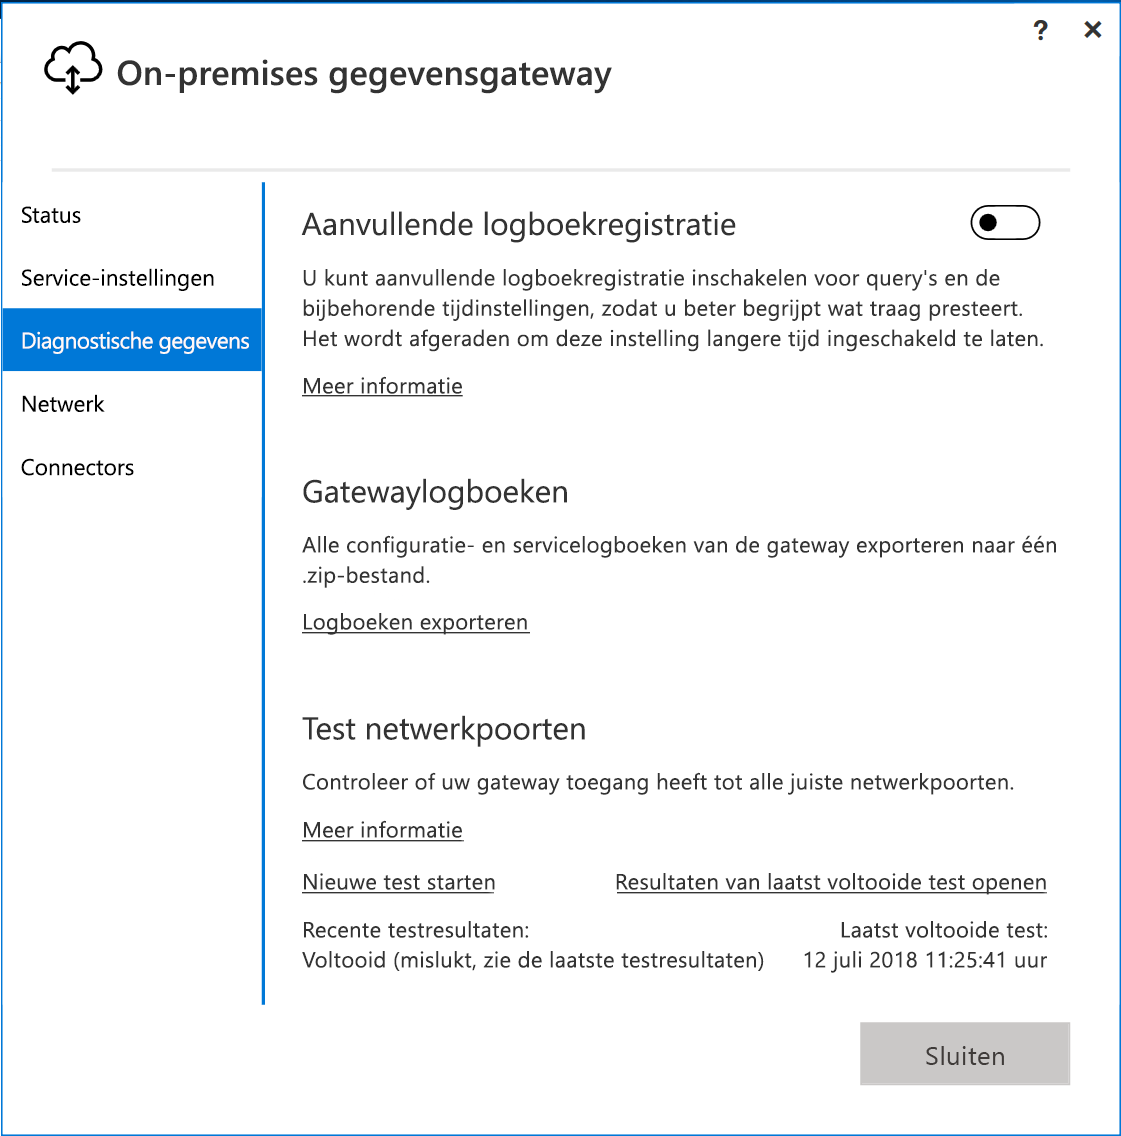 ?
On-premises gegevensgateway
Status
Service-instellingen
Diagnostische gegevens
Netwerk
Connectors
Aanvullende logboekregistratie
U kunt aanvullende logboekregistratie inschakelen voor query's en de
bijbehorende tijdinstellingen, zodat u beter begrijpt wat traag presteert.
Het wordt afgeraden om deze instelling langere tijd ingeschakeld te laten.
Meer informatie
Gatewaylogboeken
Alle configuratie- en servicelogboeken van de gateway exporteren naar één
.zip-bestand.
Logboeken exporteren
Test netwerkpoorten
Controleer of uw gateway toegang heeft tot alle juiste netwerkpoorten.
Meer informatie
Nieuwe test starten Resultaten van laatst voltooide test openen
Recente testresultaten: Laatst voltooide test:
Voltooid (mislukt, zie de laatste testresultaten) 12 juli 2018 11:25:41 uur
Sluiten